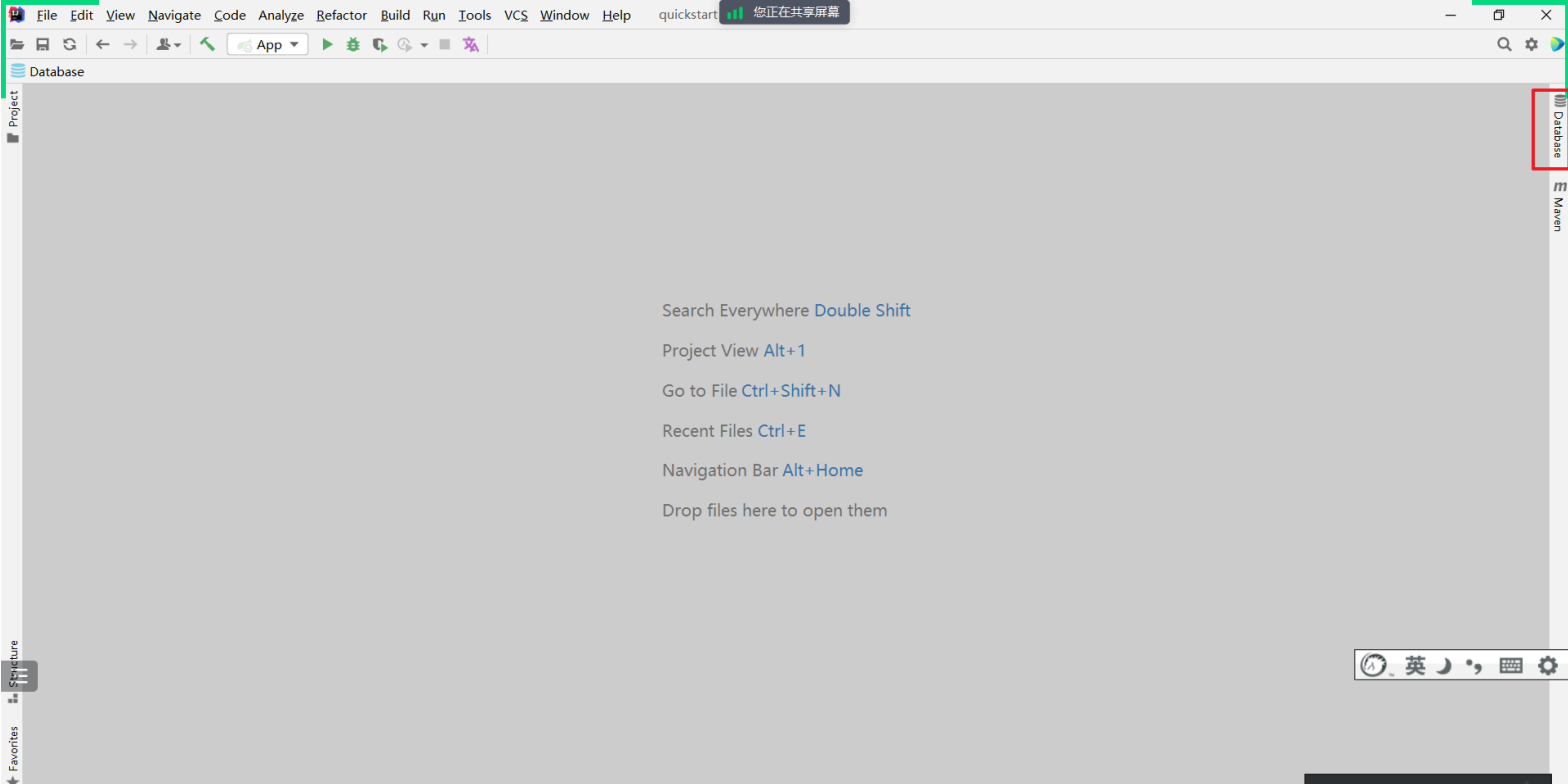 File Edit View Navigate Code Analyze Refactor Build Run Tools VCS Window Help quickstart 您正在共享屏幕
App
Database
Project
Database
Maven
Search Everywhere Double Shift
Project View Alt+1
Go to File Ctrl+Shift+N
Recent Files Ctrl+E
Navigation Bar Alt+Home
Drop files here to open them
Structure
英
Favorites